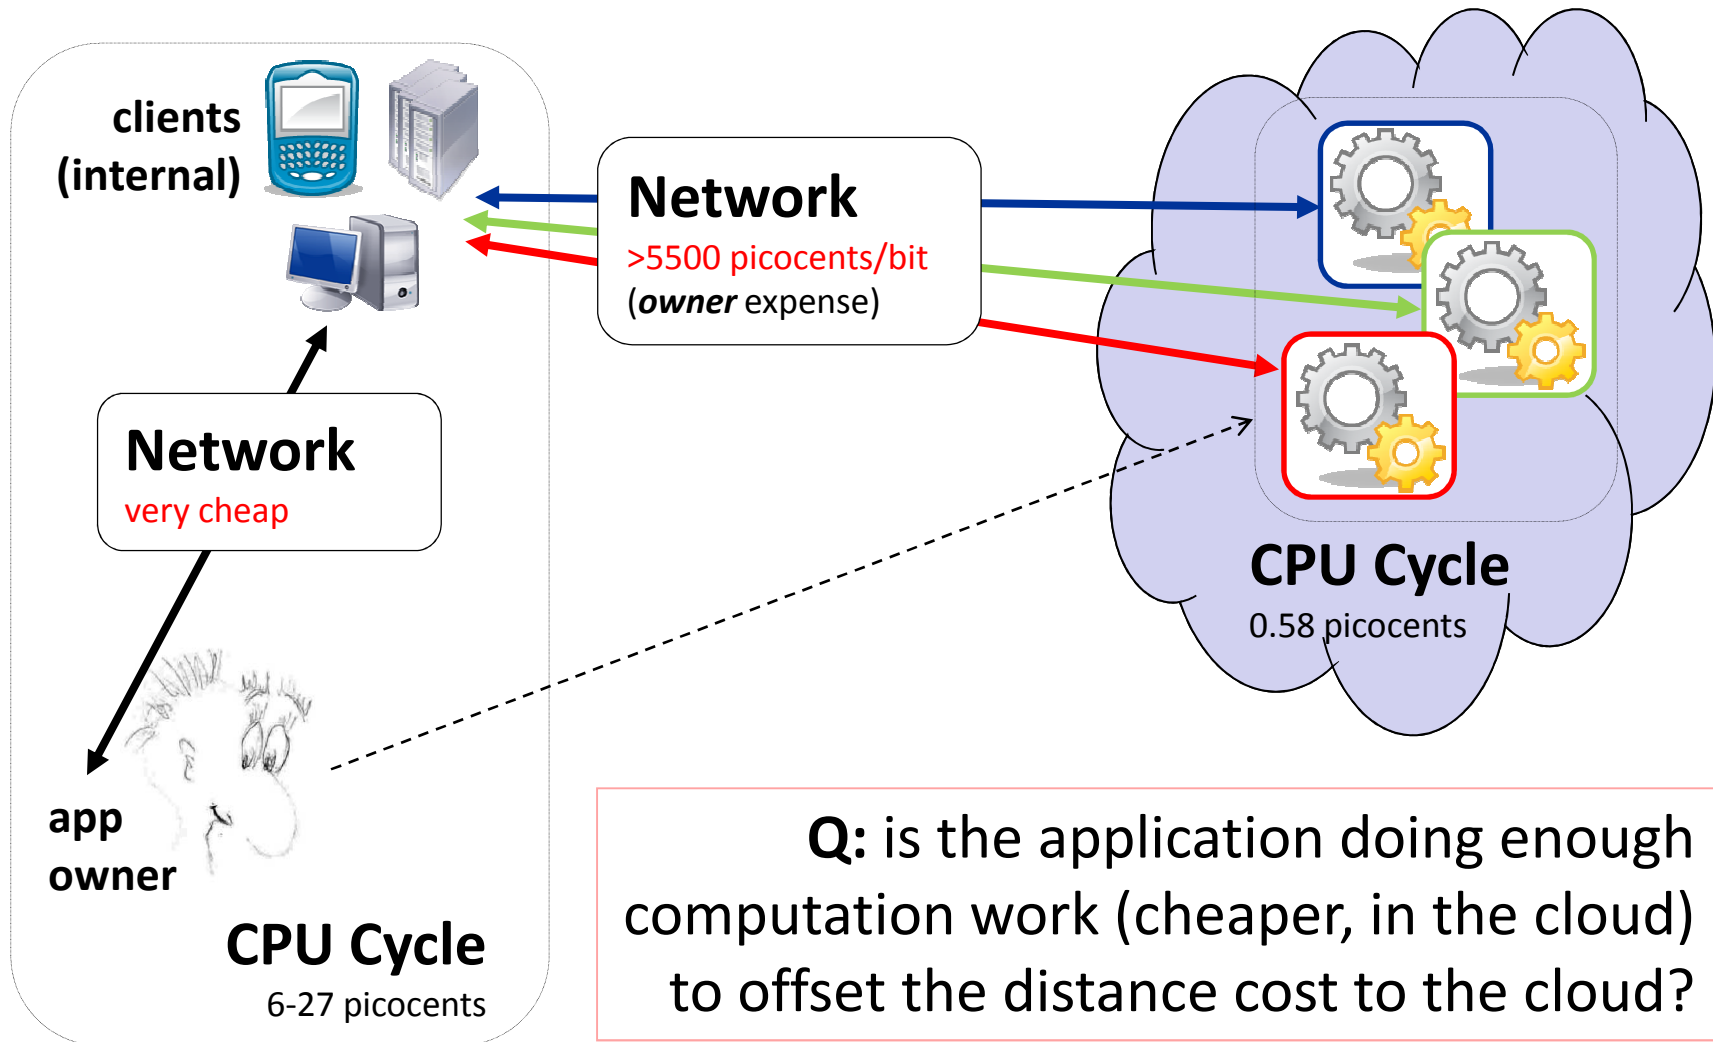 clients
(internal)
Network
>5500 picocents/bit
(owner expense)
Network
very cheap
CPU Cycle
0.58 picocents
app
owner
CPU Cycle
6-27 picocents
Q: is the application doing enough
computation work (cheaper, in the cloud)
to offset the distance cost to the cloud?